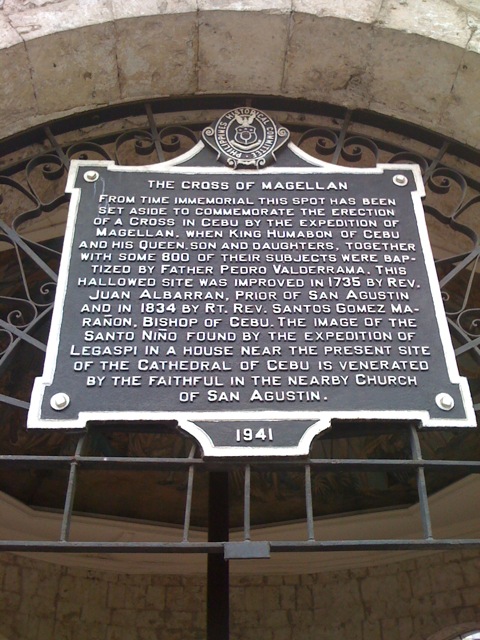 PHILIPPINES HISTORICAL COMMITTEE
THE CROSS OF MAGELLAN
FROM TIME IMMEMORIAL THIS SPOT HAS BEEN
SET ASIDE TO COMMEMORATE THE ERECTION
OF A CROSS IN CEBU BY THE EXPEDITION OF
MAGELLAN. WHEN KING HUMABON OF CEBU
AND HIS QUEEN, SON AND DAUGHTERS, TOGETHER
WITH SOME 800 OF THEIR SUBJECTS WERE BAP-
TIZED BY FATHER PEDRO VALDERRAMA. THIS
HALLOWED SITE WAS IMPROVED IN 1735 BY REV.
JUAN ALBARRAN, PRIOR OF SAN AGUSTIN
AND IN 1834 BY RT. REV. SANTOS GOMEZ MA-
RAÑON, BISHOP OF CEBU. THE IMAGE OF THE
SANTO NIÑO FOUND BY THE EXPEDITION OF
LEGASPI IN A HOUSE NEAR THE PRESENT SITE
OF THE CATHEDRAL OF CEBU IS VENERATED
BY THE FAITHFUL IN THE NEARBY CHURCH
OF SAN AGUSTIN.
1941